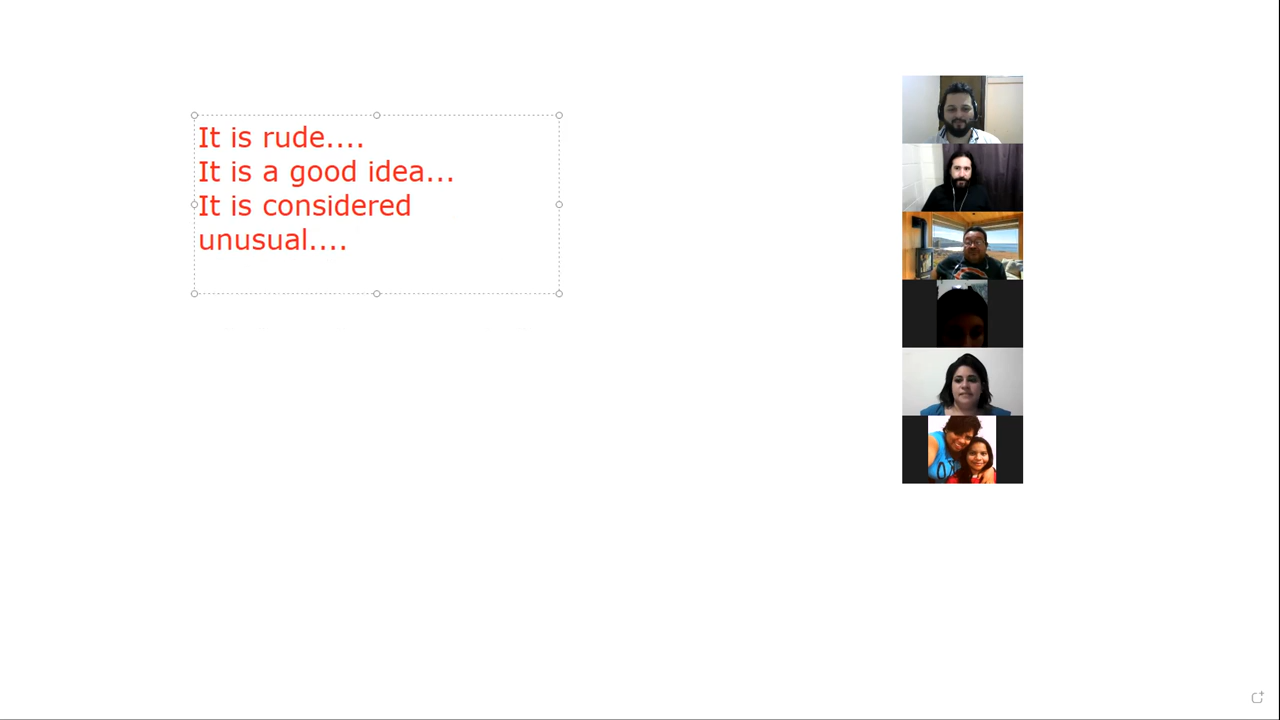 It is rude....
It is a good idea...
It is considered
unusual....